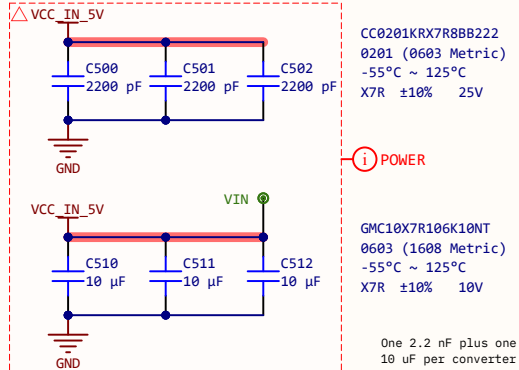 VCC_IN_5V
C500 C501 C502
2200 pF 2200 pF 2200 pF
GND
CC0201KRX7R8BB222
0201 (0603 Metric)
-55°C ~ 125°C
X7R ±10% 25V
i POWER
VIN
VCC_IN_5V
C510 C511 C512
10 µF 10 µF 10 µF
GND
GMC10X7R106K10NT
0603 (1608 Metric)
-55°C ~ 125°C
X7R ±10% 10V
One 2.2 nF plus one
10 uF per converter